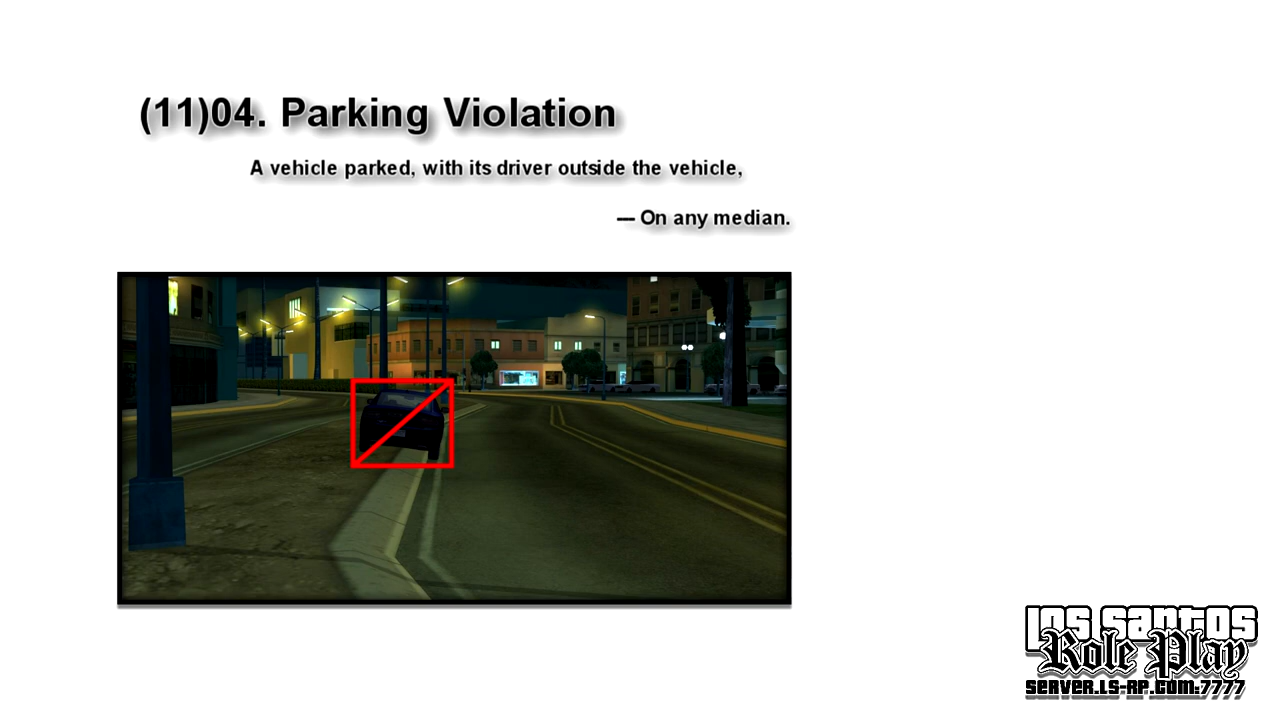 (11)04. Parking Violation
A vehicle parked, with its driver outside the vehicle,
— On any median.
Los Santos
Role Play
SERVER.LS-RP.COM:7777